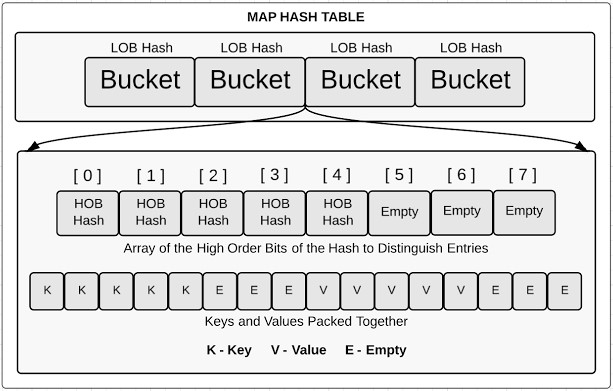 MAP HASH TABLE
LOB Hash LOB Hash LOB Hash LOB Hash
Bucket Bucket Bucket Bucket
[ 0 ] [ 1 ] [ 2 ] [ 3 ] [ 4 ] [ 5 ] [ 6 ] [ 7 ]
HOB Hash HOB Hash HOB Hash HOB Hash HOB Hash Empty Empty Empty
Array of the High Order Bits of the Hash to Distinguish Entries
K K K K K E E E V V V V V E E E
Keys and Values Packed Together
K - Key V - Value E - Empty